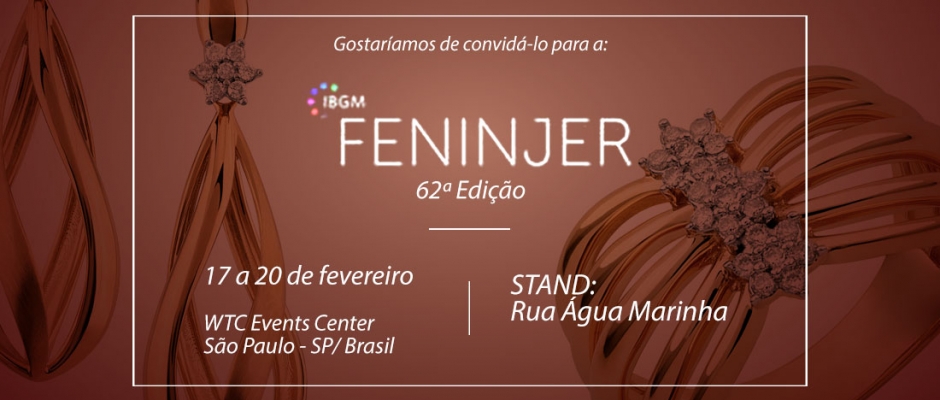 Gostaríamos de convidá-lo para a:
IBGM
FENINJER
62ª Edição
17 a 20 de fevereiro
WTC Events Center
São Paulo - SP/ Brasil
STAND:
Rua Água Marinha